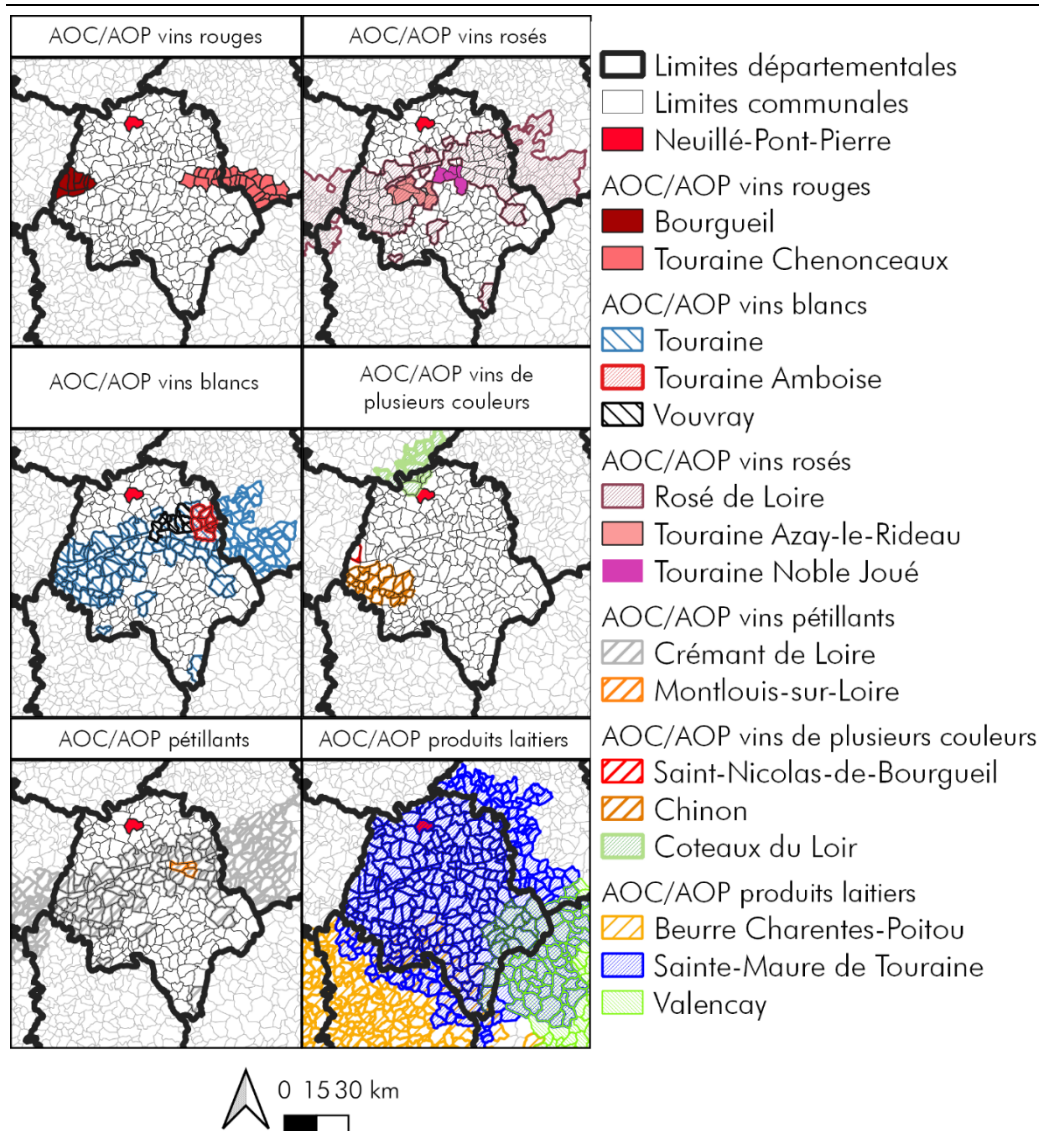 AOC/AOP vins rouges
AOC/AOP vins rosés
AOC/AOP vins blancs
AOC/AOP vins de
plusieurs couleurs
AOC/AOP pétillants
AOC/AOP produits laitiers
0 15 30 km
Limites départementales
Limites communales
Neuillé-Pont-Pierre
AOC/AOP vins rouges
Bourgueil
Touraine Chenonceaux
AOC/AOP vins blancs
Touraine
Touraine Amboise
Vouvray
AOC/AOP vins rosés
Rosé de Loire
Touraine Azay-le-Rideau
Touraine Noble Joué
AOC/AOP vins pétillants
Crémant de Loire
Montlouis-sur-Loire
AOC/AOP vins de plusieurs couleurs
Saint-Nicolas-de-Bourgueil
Chinon
Coteaux du Loir
AOC/AOP produits laitiers
Beurre Charentes-Poitou
Sainte-Maure de Touraine
Valencay